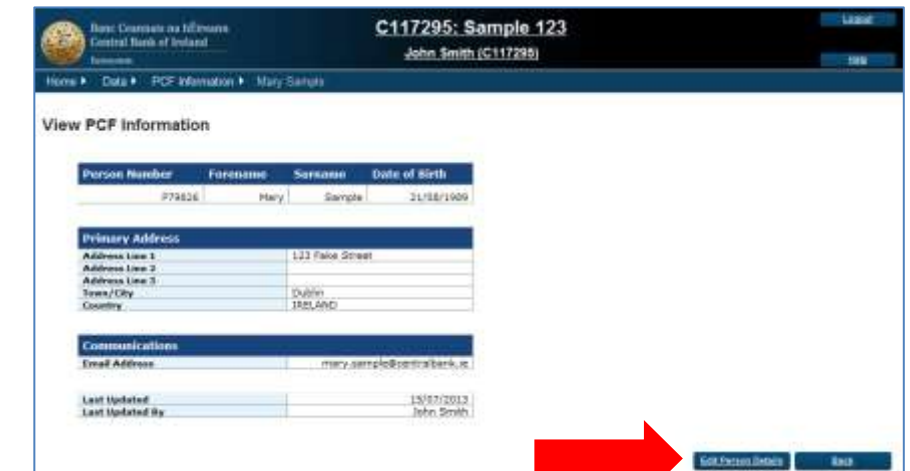 Banc Ceannais na hÉireann
Central Bank of Ireland
C117295: Sample 123
John Smith (C117295)
Logout
Help
Home Data PCF Information Mary Sample
View PCF Information
Person Number Forename Surname Date of Birth
P79826 Mary Sample 21/08/1989
Primary Address
Address Line 1 123 Fake Street
Address Line 2
Address Line 3
Town/City Dublin
Country IRELAND
Communications
Email Address mary.sample@centralbank.ie
Last Updated 15/07/2013
Last Updated By John Smith
Edit Person Details Back